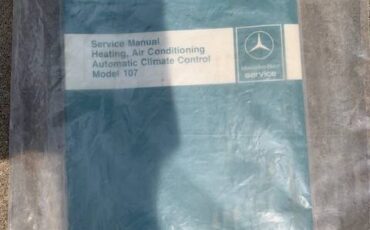 Service Manual
Heating, Air Conditioning
Automatic Climate Control
Model 107
Mercedes-Benz
service